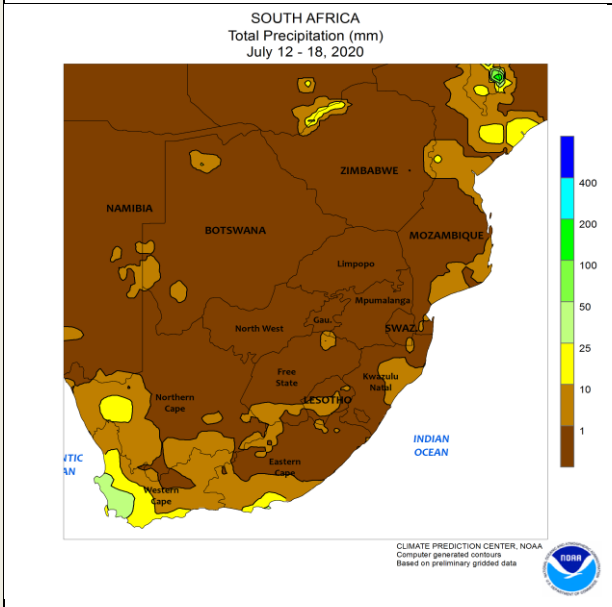 SOUTH AFRICA
Total Precipitation (mm)
July 12 - 18, 2020
ZIMBABWE
NAMIBIA
BOTSWANA
MOZAMBIQUE
Limpopo
Mpumalanga
North West
Gau.
SWAZ.
Free
State
Kwazulu
Natal
Northern
Cape
LESOTHO
Eastern
Cape
Western
Cape
NTIC
AN
INDIAN
OCEAN
400
200
100
50
25
10
1
CLIMATE PREDICTION CENTER, NOAA
Computer generated contours
Based on preliminary gridded data
NOAA